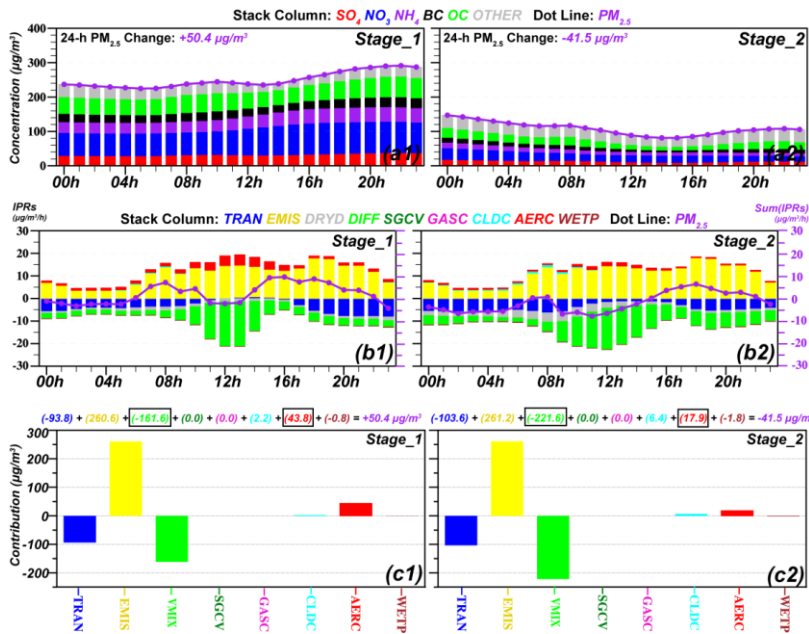 Stack Column: SO4 NO3 NH4 BC OC OTHER Dot Line: PM2.5
Concentration (µg/m³)
400
300
200
100
0
24-h PM2.5 Change: +50.4 µg/m³
Stage_1
(a1)
00h 04h 08h 12h 16h 20h
24-h PM2.5 Change: -41.5 µg/m³
Stage_2
(a2)
00h 04h 08h 12h 16h 20h
IPRs
(µg/m³/h)
Stack Column: TRAN EMIS DRYD DIFF SGCV GASC CLDC AERC WETP Dot Line: PM2.5
Sum(IPRs)
(µg/m³/h)
30
20
10
0
-10
-20
-30
Stage_1
(b1)
00h 04h 08h 12h 16h 20h
Stage_2
(b2)
00h 04h 08h 12h 16h 20h
30
20
10
0
-10
-20
-30
(-93.8) + (260.6) + (-161.6) + (0.0) + (0.0) + (2.2) + (43.8) + (-0.8) = +50.4 µg/m³
(-103.6) + (261.2) + (-221.6) + (0.0) + (0.0) + (6.4) + (17.9) + (-1.8) = -41.5 µg/m³
Contribution (µg/m³)
300
200
100
0
-100
-200
Stage_1
(c1)
TRAN
EMIS
VMIX
SGCV
GASC
CLDC
AERC
WETP
Stage_2
(c2)
TRAN
EMIS
VMIX
SGCV
GASC
CLDC
AERC
WETP